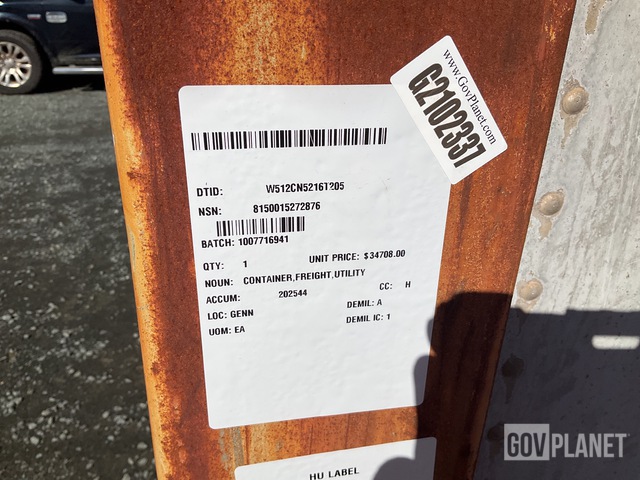 www.GovPlanet.com
G2102337
DTID: W512CN5216T205
NSN: 8150015272876
BATCH: 1007716941
QTY: 1 UNIT PRICE: $34708.00
NOUN: CONTAINER,FREIGHT,UTILITY
ACCUM: 202544 CC: H
LOC: GENN DEMIL: A
UOM: EA DEMIL IC: 1
HU LABEL
GOVPLANET